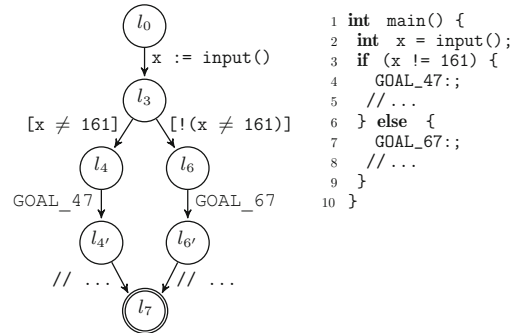 l0
x := input()
l3
[x ≠ 161] [!(x ≠ 161)]
l4 l6
GOAL_47 GOAL_67
l4′ l6′
// ... // ...
l7
1 int main() {
2 int x = input();
3 if (x != 161) {
4 GOAL_47:;
5 //...
6 } else {
7 GOAL_67:;
8 //...
9 }
10 }